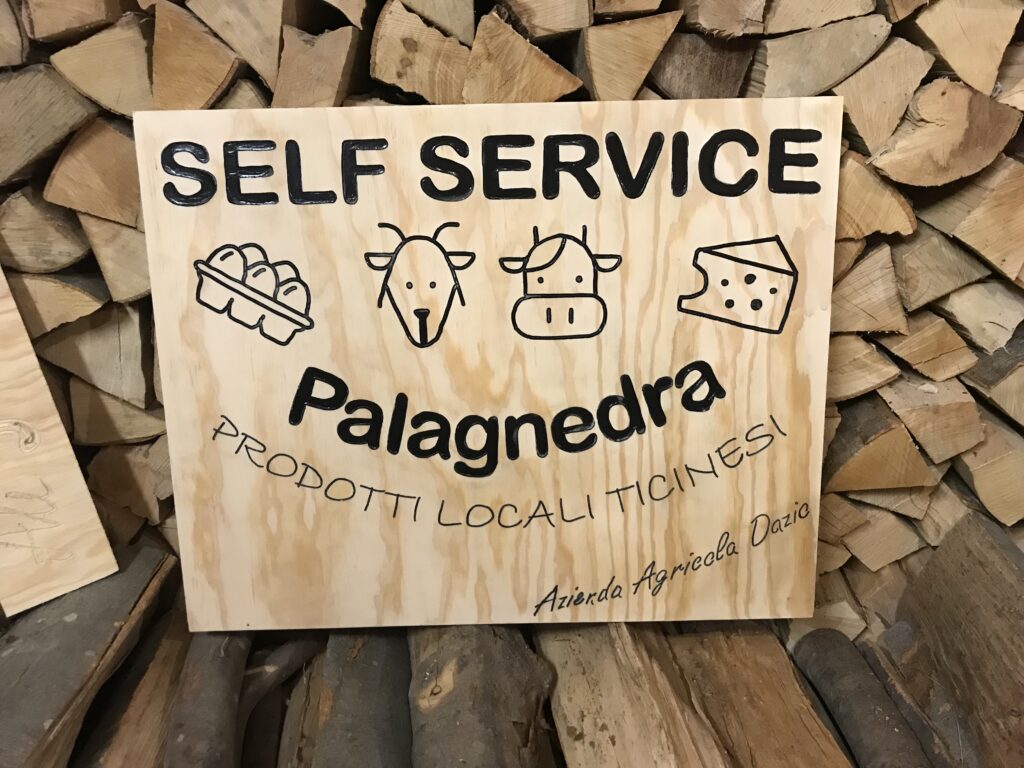 SELF SERVICE
Palagnedra
PRODOTTI LOCALI TICINESI
Azienda Agricola Dazio